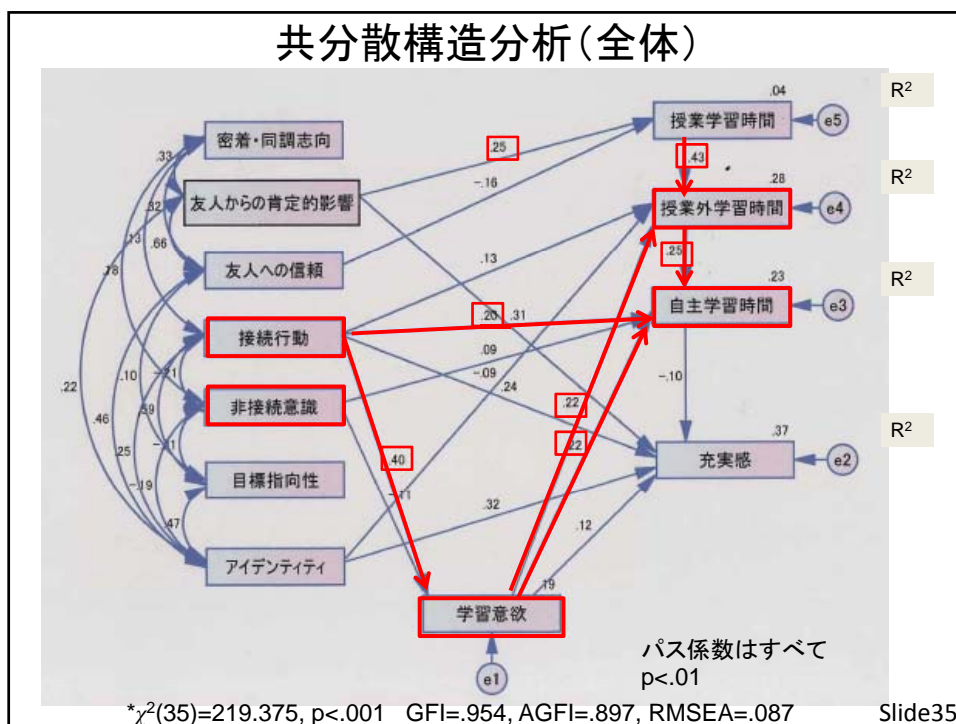 共分散構造分析（全体）
R²
.04
授業学習時間
e5
密着・同調志向
.33
.25
.43
-.16
.28
R²
友人からの肯定的影響
授業外学習時間
e4
.32
.13
.66
.18
友人への信頼
.13
.25
.23
R²
接続行動
.20
.31
自主学習時間
e3
.09
-.09
.24
.22
.10
-.21
.46
.39
非接続意識
.22
-.10
R²
.25
.40
.22
.37
充実感
e2
-.19
目標指向性
-.11
.32
.12
.47
アイデンティティ
.19
学習意欲
パス係数はすべて
p<.01
e1
*χ²(35)=219.375, p<.001 GFI=.954, AGFI=.897, RMSEA=.087
Slide35